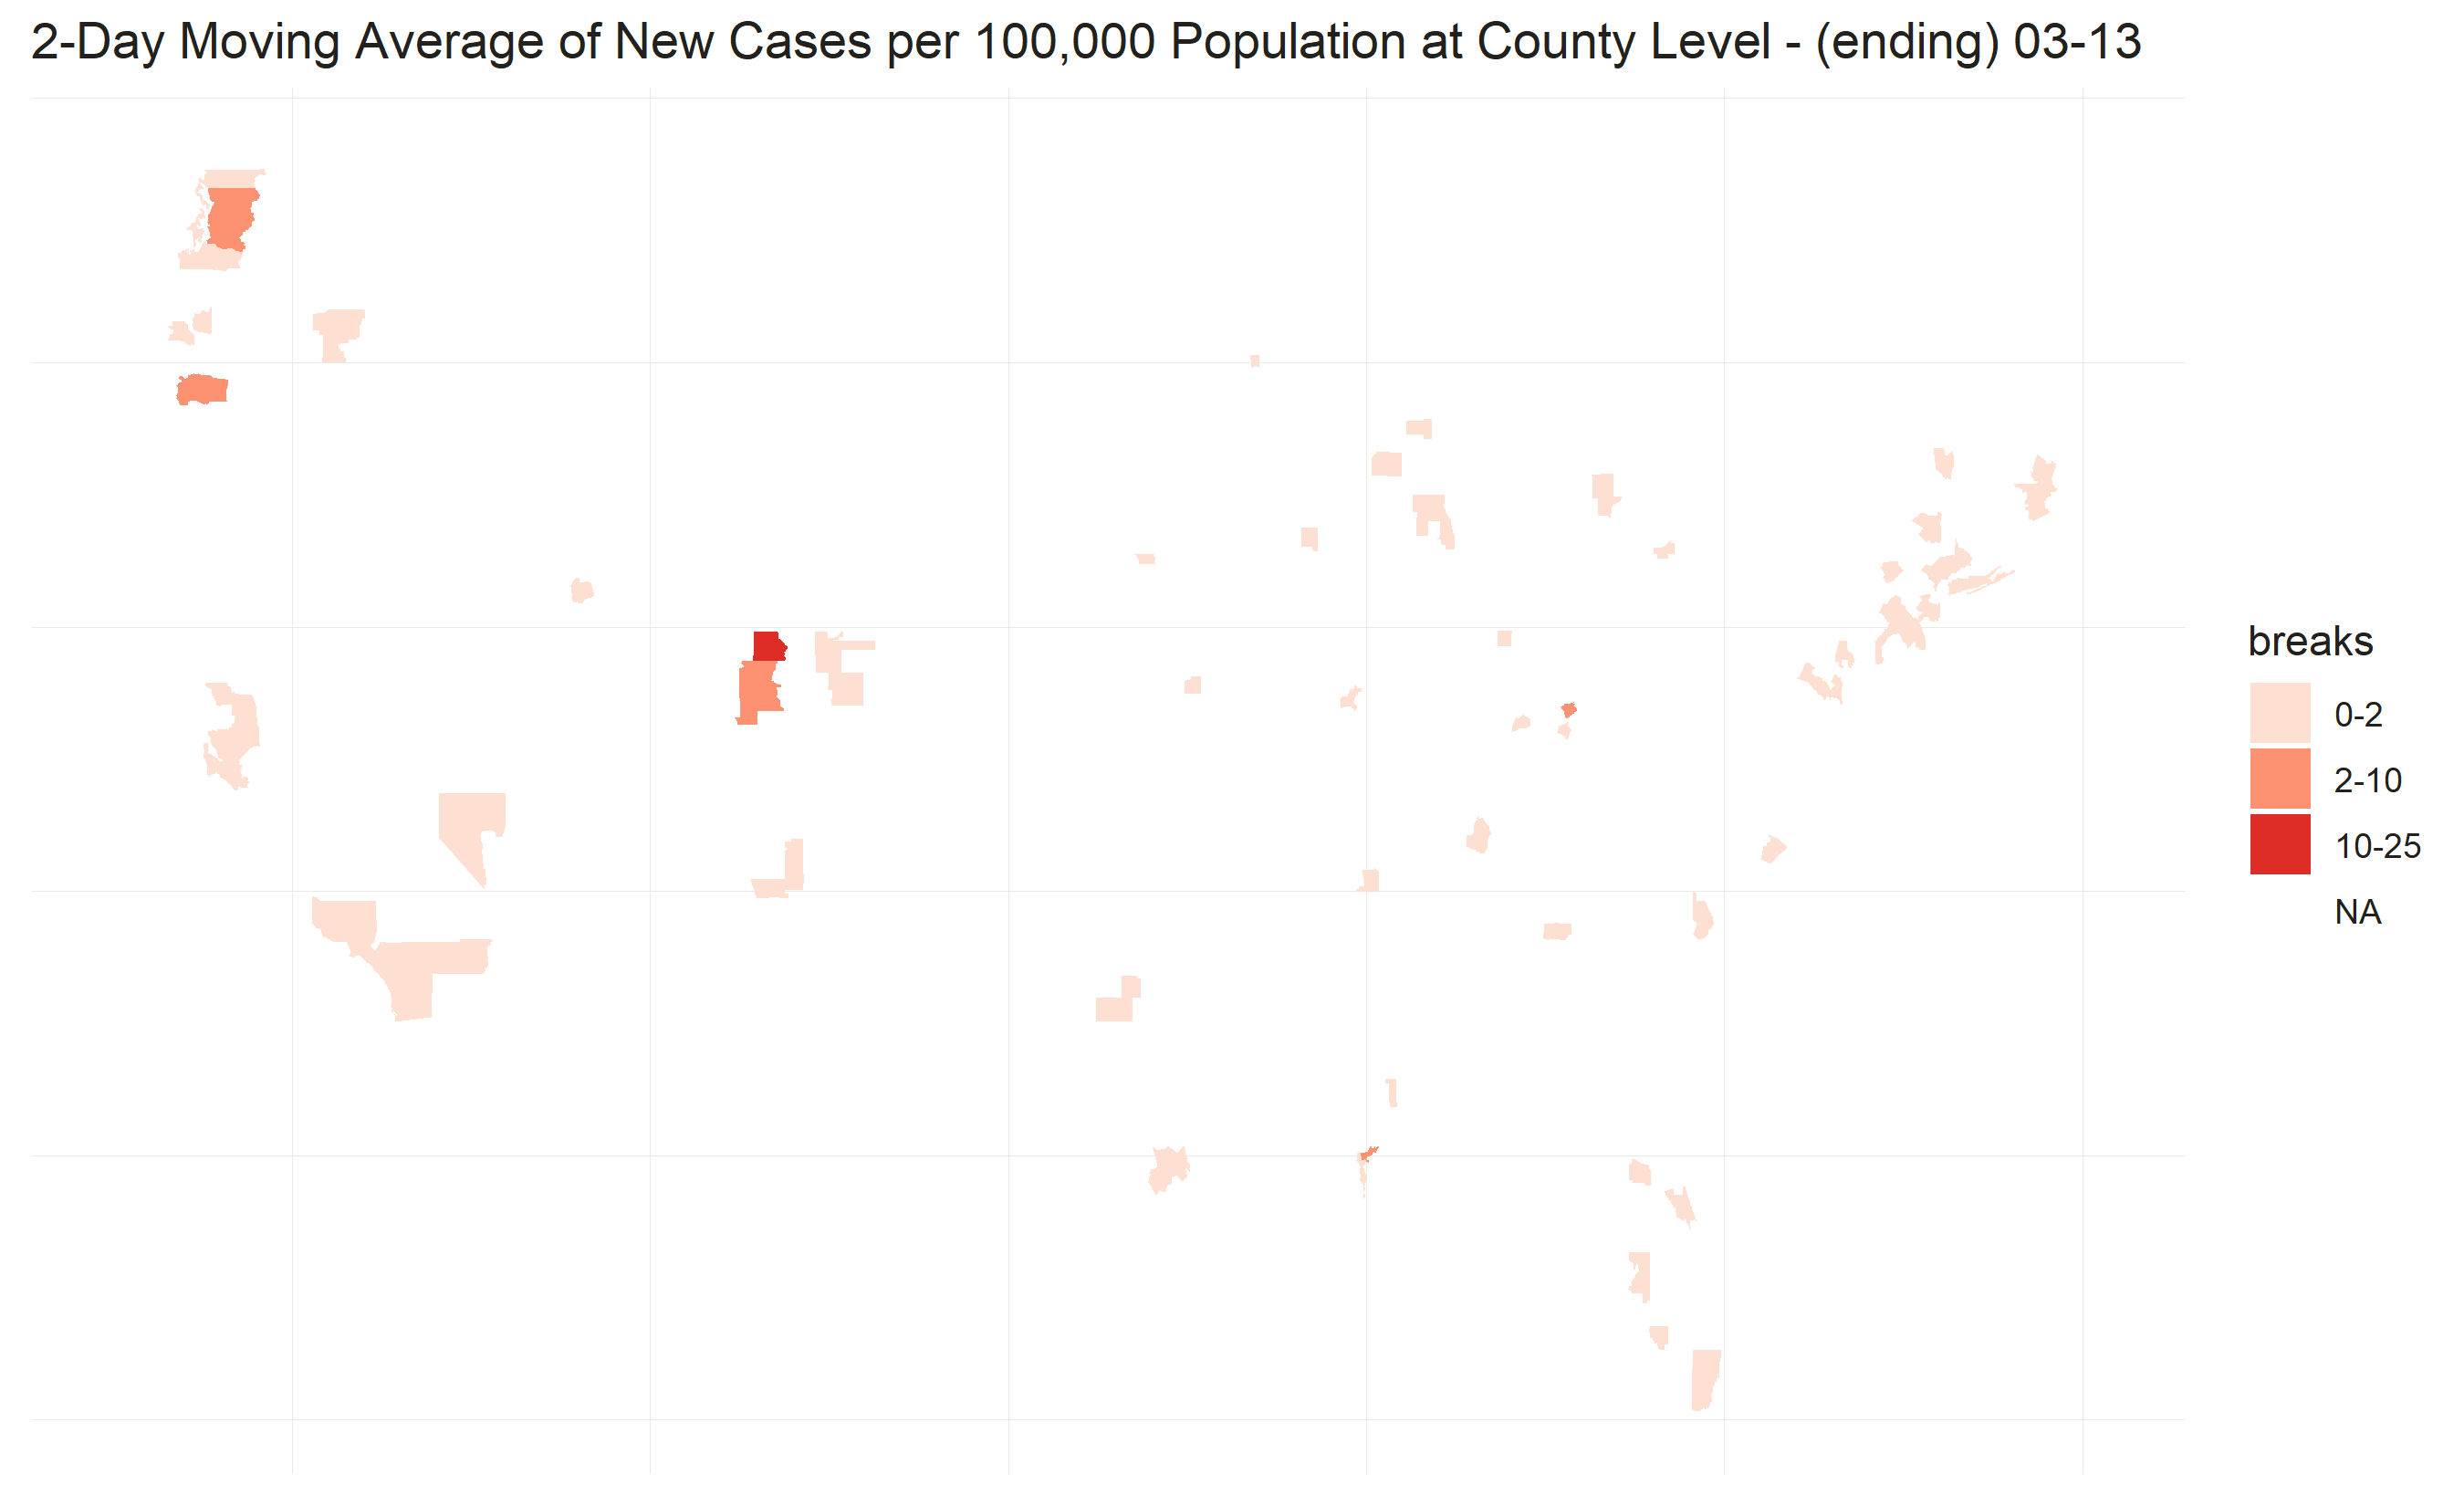 2-Day Moving Average of New Cases per 100,000 Population at County Level - (ending) 03-13
breaks
0-2
2-10
10-25
NA